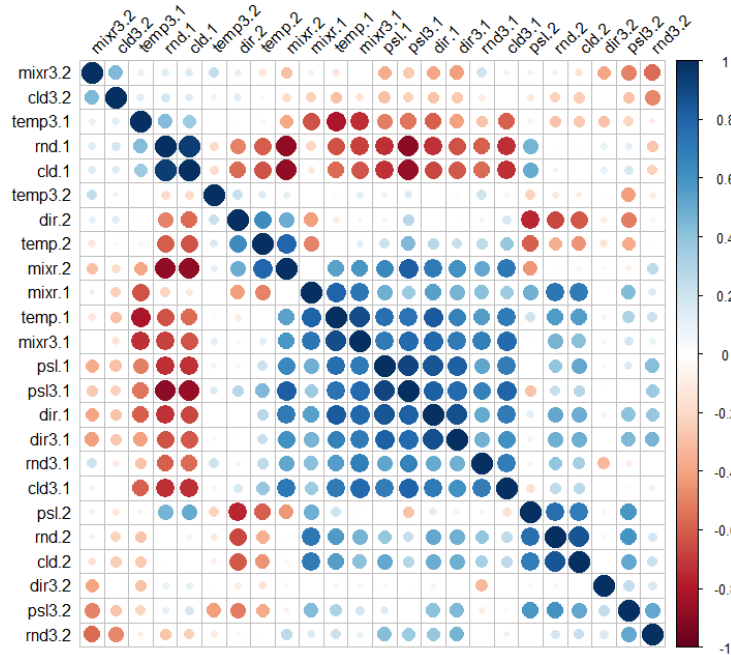 mixr3.2 cld3.2 temp3.1 rnd.1 cld.1 temp3.2 dir.2 temp.2 mixr.2 mixr.1 temp.1 mixr3.1 psl.1 psl3.1 dir.1 dir3.1 rnd3.1 cld3.1 psl.2 rnd.2 cld.2 dir3.2 psl3.2 rnd3.2
mixr3.2
cld3.2
temp3.1
rnd.1
cld.1
temp3.2
dir.2
temp.2
mixr.2
mixr.1
temp.1
mixr3.1
psl.1
psl3.1
dir.1
dir3.1
rnd3.1
cld3.1
psl.2
rnd.2
cld.2
dir3.2
psl3.2
rnd3.2
1
0.8
0.6
0.4
0.2
0
-0.2
-0.4
-0.6
-0.8
-1